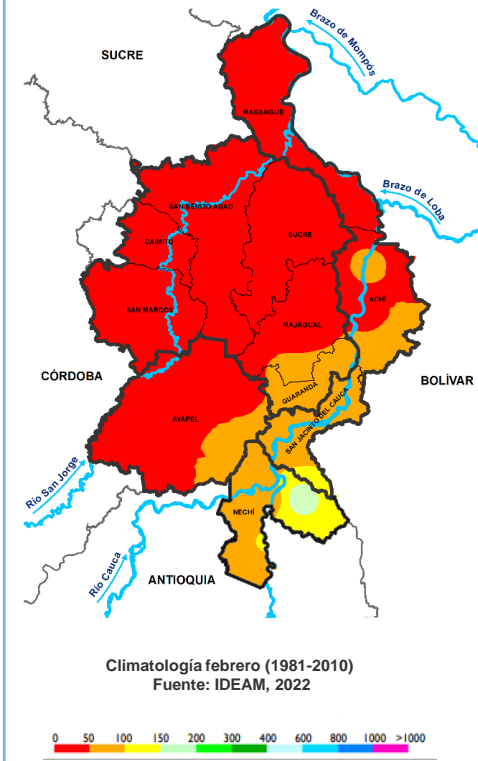 Brazo de Mompós
SUCRE
MAGANGUE
Brazo de Loba
SAN BENITO ABAD
SUCRE
CAIMITO
ACHÍ
SAN MARCOS
MAJAGUAL
CÓRDOBA
BOLÍVAR
GUARANDA
AYAPEL
SAN JACINTO DEL CAUCA
Río San Jorge
NECHÍ
Río Cauca
ANTIOQUIA
Climatología febrero (1981-2010)
Fuente: IDEAM, 2022
0 50 100 150 200 300 400 600 800 1000 >1000